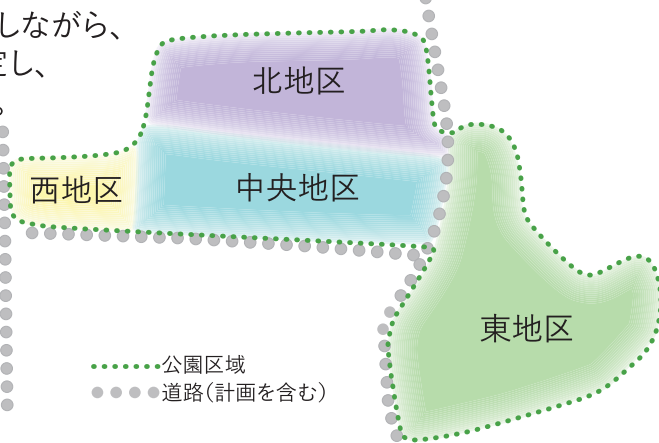 しながら、
定し、
。
北地区
西地区
中央地区
東地区
公園区域
道路(計画を含む)